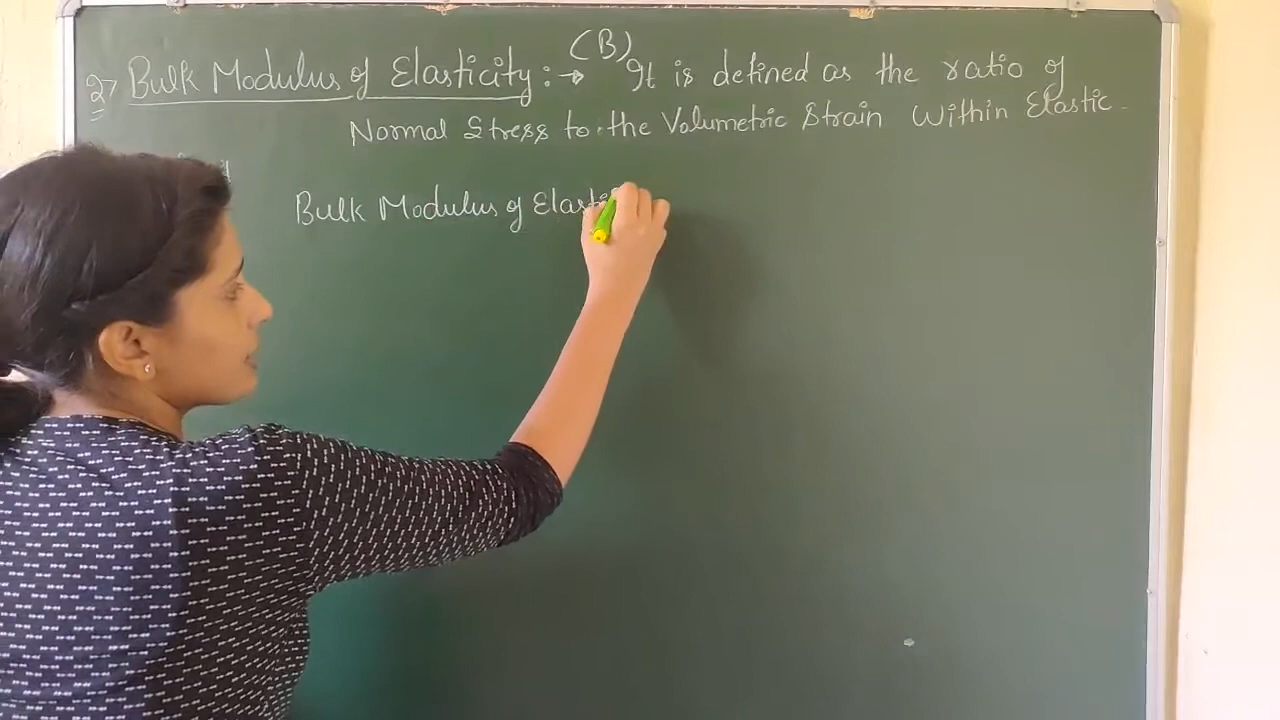 2) Bulk Modulus of Elasticity :→ (B) It is defined as the ratio of
Normal Stress to the Volumetric Strain Within Elastic
Bulk Modulus of Elasti